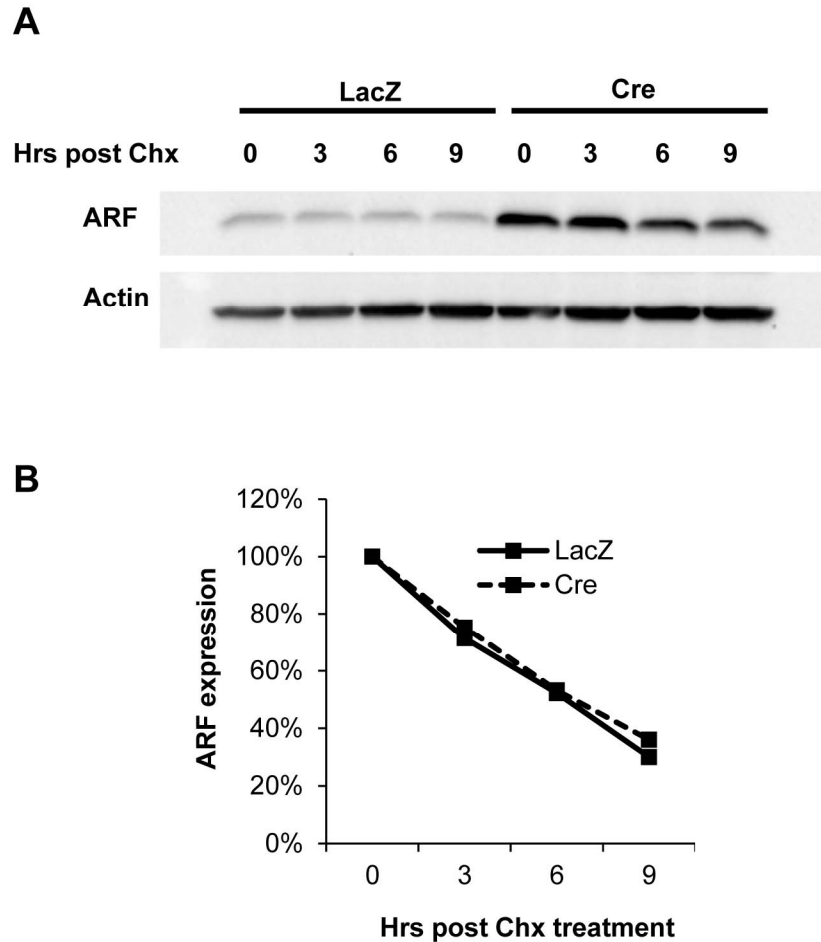 A
LacZ Cre
Hrs post Chx 0 3 6 9 0 3 6 9
ARF
Actin
B
120%
100%
80%
60%
40%
20%
0%
ARF expression
LacZ
Cre
0 3 6 9
Hrs post Chx treatment